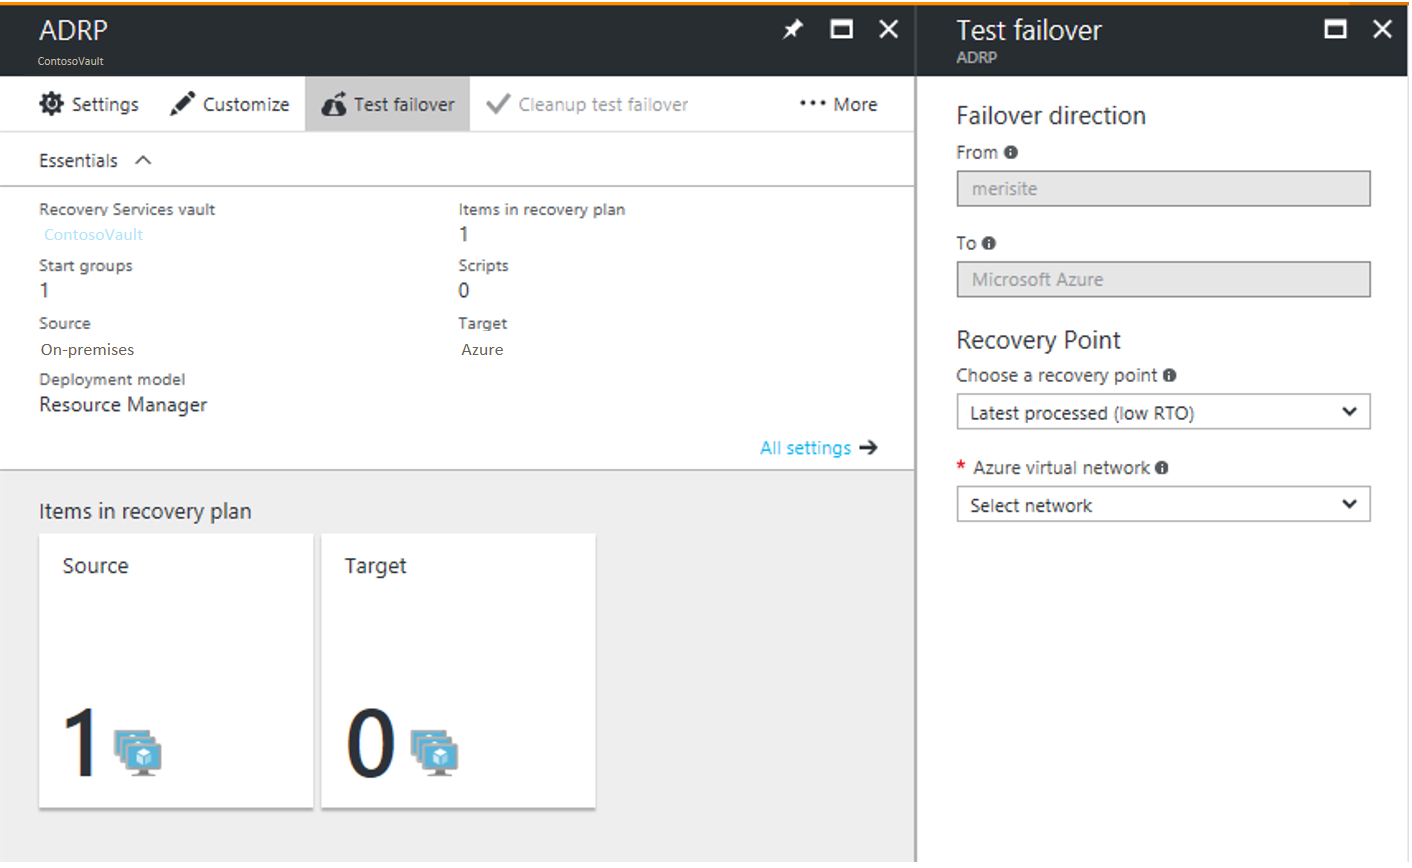 ADRP
ContosoVault
Settings
Customize
Test failover
Cleanup test failover
More
Essentials
Recovery Services vault
ContosoVault
Items in recovery plan
1
Start groups
1
Scripts
0
Source
On-premises
Target
Azure
Deployment model
Resource Manager
All settings
Items in recovery plan
Source
1
Target
0
Test failover
ADRP
Failover direction
From
merisite
To
Microsoft Azure
Recovery Point
Choose a recovery point
Latest processed (low RTO)
* Azure virtual network
Select network